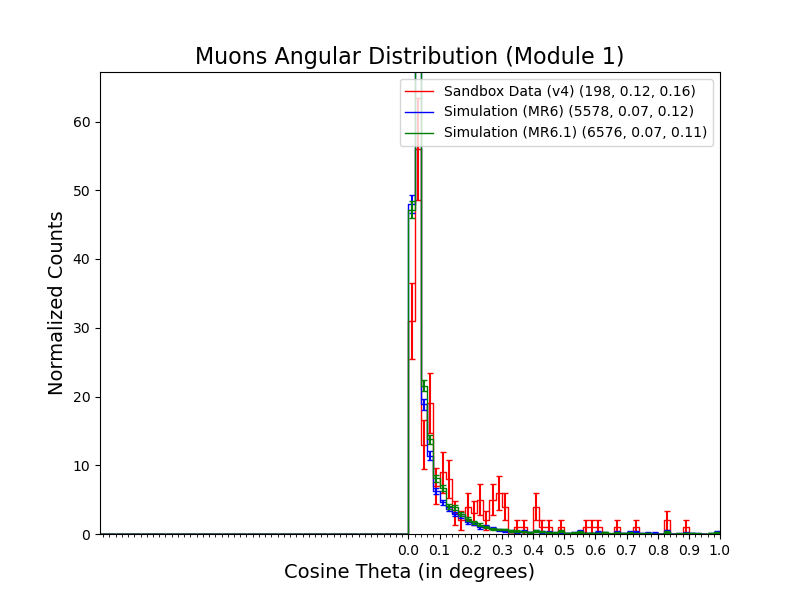 Muons Angular Distribution (Module 1)
Sandbox Data (v4) (198, 0.12, 0.16)
Simulation (MR6) (5578, 0.07, 0.12)
Simulation (MR6.1) (6576, 0.07, 0.11)
Normalized Counts
60
50
40
30
20
10
0
0.0 0.1 0.2 0.3 0.4 0.5 0.6 0.7 0.8 0.9 1.0
Cosine Theta (in degrees)